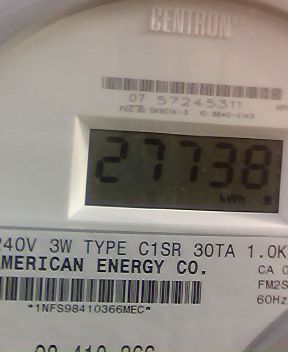 CENTRON®
07 57245311
27738
kWh
240V 3W TYPE C1SR 30TA 1.0K
AMERICAN ENERGY CO.
CA 0
FM2S
60Hz
*1NFS98410366MEC*